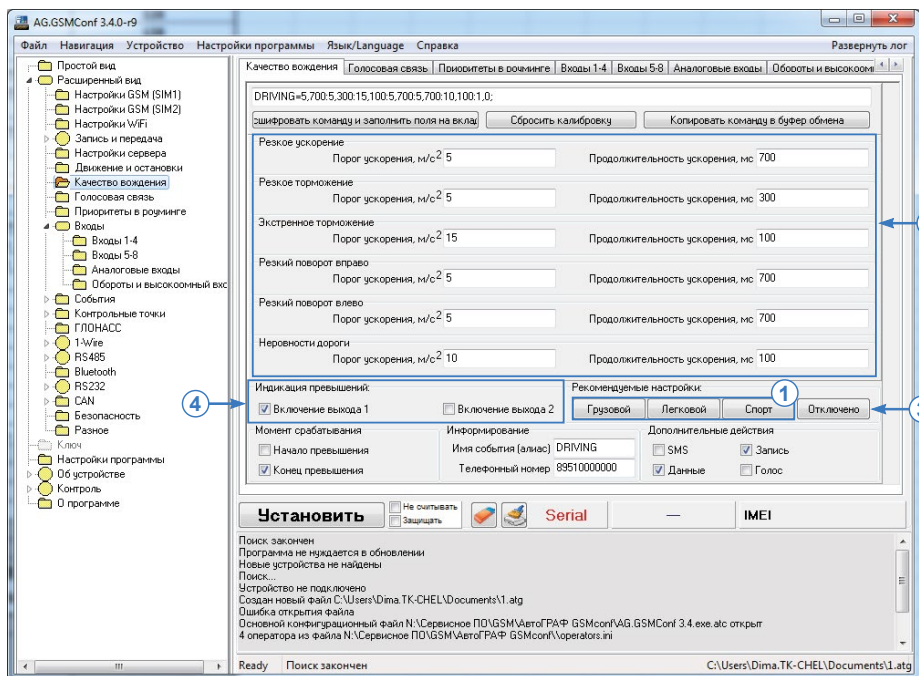 AG.GSMConf 3.4.0-r9
Файл Навигация Устройство Настройки программы Язык/Language Справка Развернуть лог
Простой вид
Расширенный вид
Настройки GSM (SIM1)
Настройки GSM (SIM2)
Настройки WiFi
Запись и передача
Настройки сервера
Движение и остановки
Качество вождения
Голосовая связь
Приоритеты в роуминге
Входы
Входы 1-4
Входы 5-8
Аналоговые входы
Обороты и высокоомный вхс
События
Контрольные точки
ГЛОНАСС
1-Wire
RS485
Bluetooth
RS232
CAN
Безопасность
Разное
Ключ
Настройки программы
Об устройстве
Контроль
О программе
Качество вождения Голосовая связь Приоритеты в роуминге Входы 1-4 Входы 5-8 Аналоговые входы Обороты и высокоом
DRIVING=5,700:5,300:15,100:5,700:5,700:10,100:1,0;
сшифровать команду и заполнить поля на вклад Сбросить калибровку Копировать команду в буфер обмена
Резкое ускорение
Порог ускорения, м/с2 5 Продолжительность ускорения, мс 700
Резкое торможение
Порог ускорения, м/с2 5 Продолжительность ускорения, мс 300
Экстренное торможение
Порог ускорения, м/с2 15 Продолжительность ускорения, мс 100
Резкий поворот вправо
Порог ускорения, м/с2 5 Продолжительность ускорения, мс 700
Резкий поворот влево
Порог ускорения, м/с2 5 Продолжительность ускорения, мс 700
Неровности дороги
Порог ускорения, м/с2 10 Продолжительность ускорения, мс 100
Индикация превышений: Рекомендуемые настройки: 1
4 Включение выхода 1 Включение выхода 2 Грузовой Легковой Спорт Отключено
Момент срабатывания Информирование Дополнительные действия
Начало превышения Имя события (алиас) DRIVING SMS Запись
Конец превышения Телефонный номер 89510000000 Данные Голос
Установить Не считывать Serial — IMEI
Защищать
Поиск закончен
Программа не нуждается в обновлении
Новые устройства не найдены
Поиск...
Устройство не подключено
Создан новый файл C:\Users\Dima.TK-CHEL\Documents\1.atg
Ошибка открытия файла
Основной конфигурационный файл N:\Сервисное ПО\GSM\АвтоГРАФ GSMconf\AG.GSMConf 3.4.exe.atc открыт
4 оператора из файла N:\Сервисное ПО\GSM\АвтоГРАФ GSMconf\operators.ini
Ready Поиск закончен C:\Users\Dima.TK-CHEL\Documents\1.atg